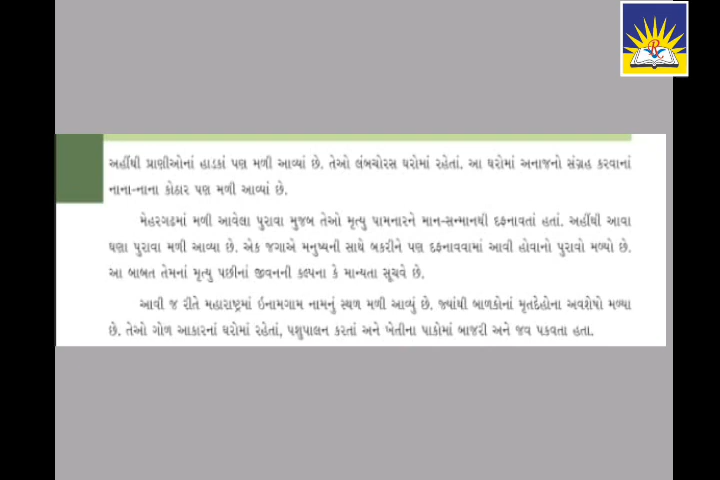 અહીંથી પ્રાણીઓનાં હાડકાં પણ મળી આવ્યાં છે. તેઓ લંબચોરસ ઘરોમાં રહેતાં. આ ઘરોમાં અનાજનો સંગ્રહ કરવાનાં
નાના-નાના કોઠાર પણ મળી આવ્યાં છે.
મેહરગઢમાં મળી આવેલા પુરાવા મુજબ તેઓ મૃત્યુ પામનારને માન-સન્માનથી દફનાવતાં હતાં. અહીંથી આવા
ઘણા પુરાવા મળી આવ્યા છે. એક જગાએ મનુષ્યની સાથે બકરીને પણ દફનાવવામાં આવી હોવાનો પુરાવો મળ્યો છે.
આ બાબત તેમનાં મૃત્યુ પછીનાં જીવનની કલ્પના કે માન્યતા સૂચવે છે.
આવી જ રીતે મહારાષ્ટ્રમાં ઈનામગામ નામનું સ્થળ મળી આવ્યું છે. જ્યાંથી બાળકોનાં મૃતદેહોના અવશેષો મળ્યા
છે. તેઓ ગોળ આકારનાં ઘરોમાં રહેતાં, પશુપાલન કરતાં અને ખેતીના પાકોમાં બાજરી અને જવ પકવતા હતા.